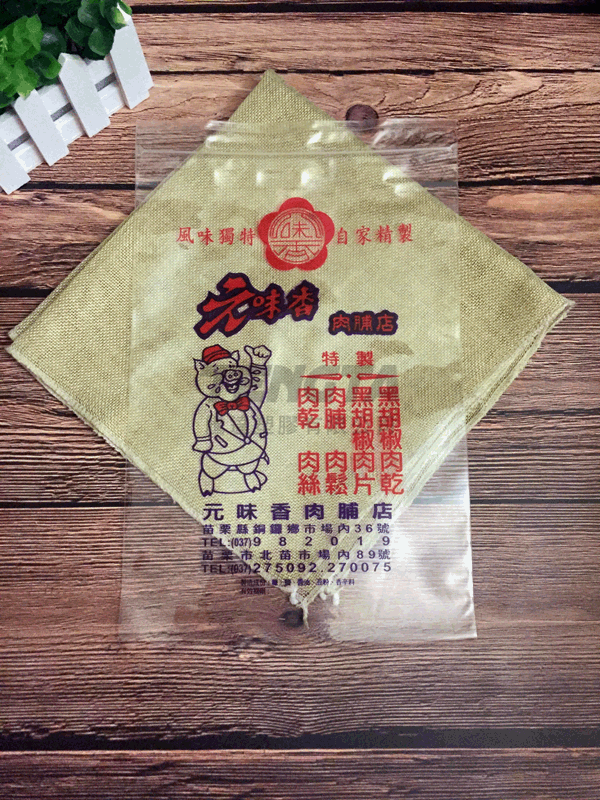 風味獨特 味香 自家精製
元味香 肉脯店
特製
黑胡椒肉乾
黑胡椒肉片
肉脯 肉鬆
肉乾 肉絲
元味香肉脯店
苗栗縣銅鑼鄉市場內36號
TEL:(037)982019
苗栗市北苗市場內89號
TEL:(037)275092.270075